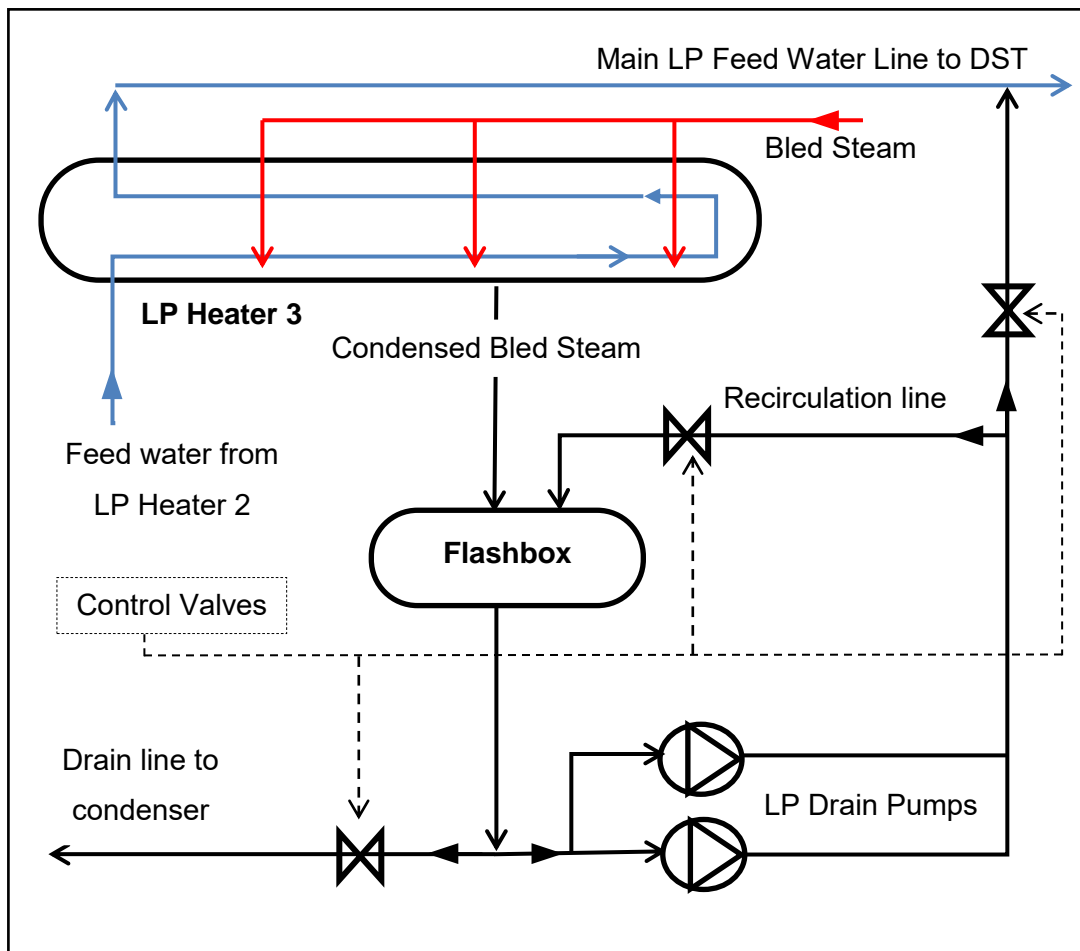 Main LP Feed Water Line to DST
Bled Steam
LP Heater 3
Condensed Bled Steam
Recirculation line
Feed water from
LP Heater 2
Flashbox
Control Valves
Drain line to
condenser
LP Drain Pumps